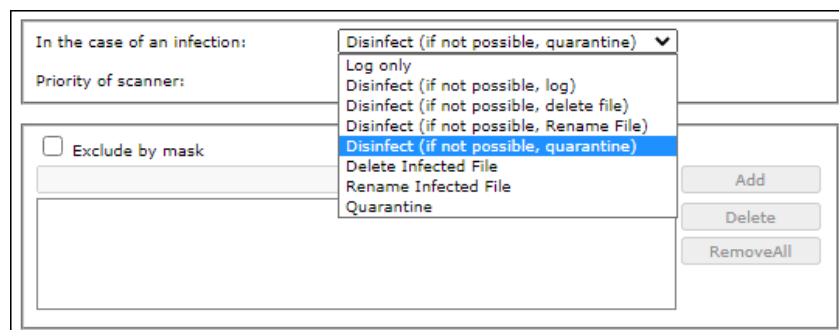 In the case of an infection: Disinfect (if not possible, quarantine)
Priority of scanner:
Log only
Disinfect (if not possible, log)
Disinfect (if not possible, delete file)
Disinfect (if not possible, Rename File)
Disinfect (if not possible, quarantine)
Delete Infected File
Rename Infected File
Quarantine
Exclude by mask
Add
Delete
RemoveAll